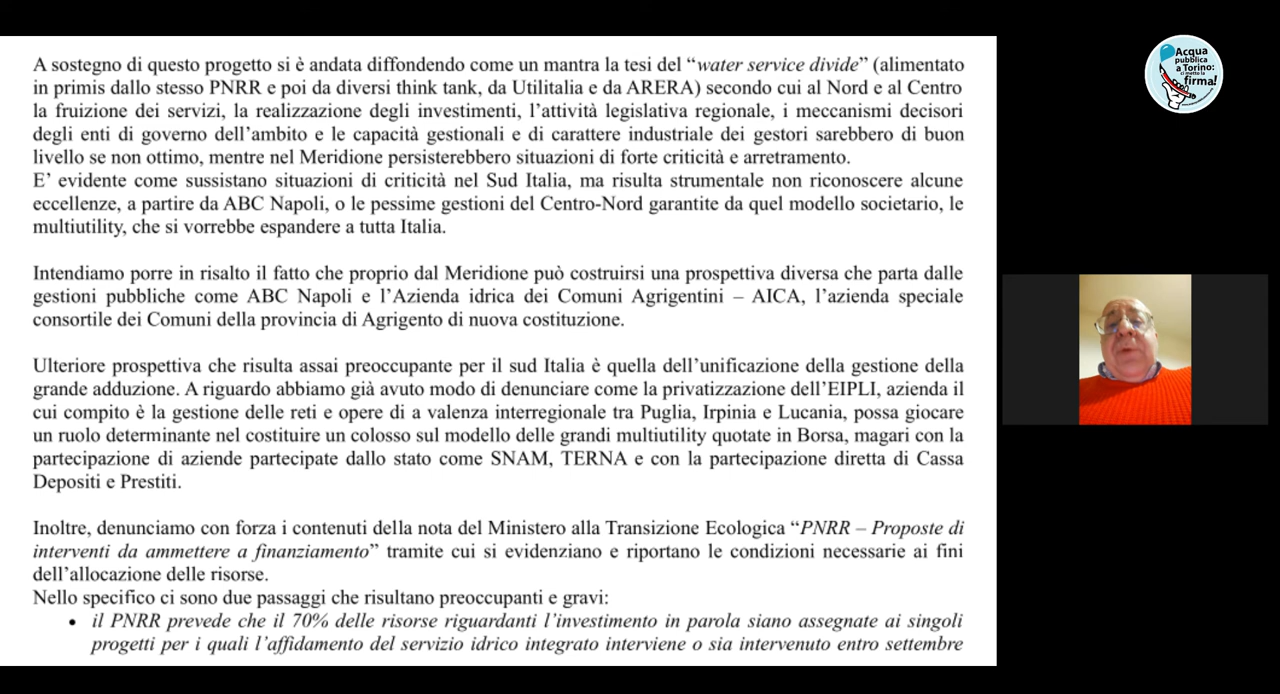 A sostegno di questo progetto si è andata diffondendo come un mantra la tesi del “water service divide” (alimentato
in primis dallo stesso PNRR e poi da diversi think tank, da Utilitalia e da ARERA) secondo cui al Nord e al Centro
la fruizione dei servizi, la realizzazione degli investimenti, l’attività legislativa regionale, i meccanismi decisori
degli enti di governo dell’ambito e le capacità gestionali e di carattere industriale dei gestori sarebbero di buon
livello se non ottimo, mentre nel Meridione persisterebbero situazioni di forte criticità e arretramento.
E’ evidente come sussistano situazioni di criticità nel Sud Italia, ma risulta strumentale non riconoscere alcune
eccellenze, a partire da ABC Napoli, o le pessime gestioni del Centro-Nord garantite da quel modello societario, le
multiutility, che si vorrebbe espandere a tutta Italia.
Intendiamo porre in risalto il fatto che proprio dal Meridione può costruirsi una prospettiva diversa che parta dalle
gestioni pubbliche come ABC Napoli e l’Azienda idrica dei Comuni Agrigentini – AICA, l’azienda speciale
consortile dei Comuni della provincia di Agrigento di nuova costituzione.
Ulteriore prospettiva che risulta assai preoccupante per il sud Italia è quella dell’unificazione della gestione della
grande adduzione. A riguardo abbiamo già avuto modo di denunciare come la privatizzazione dell’EIPLI, azienda il
cui compito è la gestione delle reti e opere di a valenza interregionale tra Puglia, Irpinia e Lucania, possa giocare
un ruolo determinante nel costituire un colosso sul modello delle grandi multiutility quotate in Borsa, magari con la
partecipazione di aziende partecipate dallo stato come SNAM, TERNA e con la partecipazione diretta di Cassa
Depositi e Prestiti.
Inoltre, denunciamo con forza i contenuti della nota del Ministero alla Transizione Ecologica “PNRR – Proposte di
interventi da ammettere a finanziamento” tramite cui si evidenziano e riportano le condizioni necessarie ai fini
dell’allocazione delle risorse.
Nello specifico ci sono due passaggi che risultano preoccupanti e gravi:
• il PNRR prevede che il 70% delle risorse riguardanti l’investimento in parola siano assegnate ai singoli
progetti per i quali l’affidamento del servizio idrico integrato interviene o sia intervenuto entro settembre
Acqua
pubblica
a Torino:
ci metto la
firma!